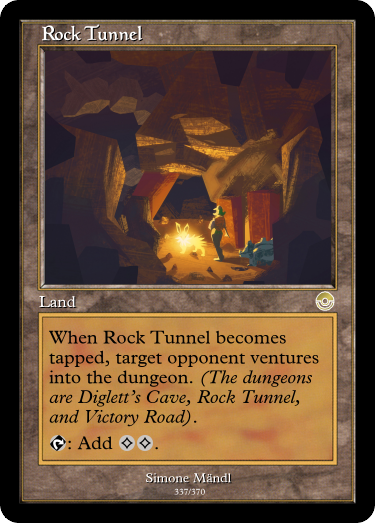 Rock Tunnel
Land
When Rock Tunnel becomes
tapped, target opponent ventures
into the dungeon. (The dungeons
are Diglett's Cave, Rock Tunnel,
and Victory Road).
: Add .
Simone Mändl
337/370